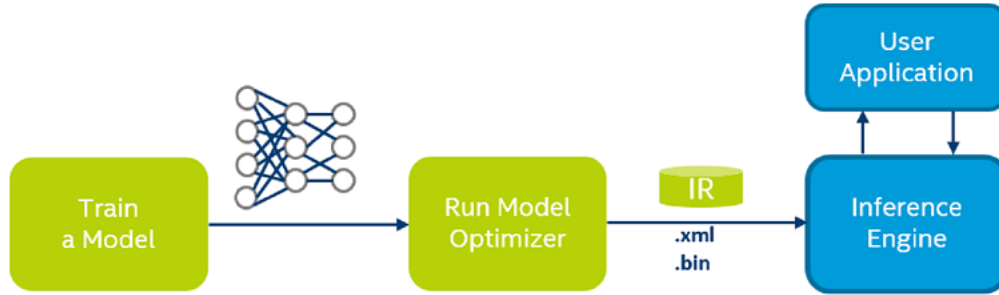 User
Application
Train
a Model
Run Model
Optimizer
IR
.xml
.bin
Inference
Engine